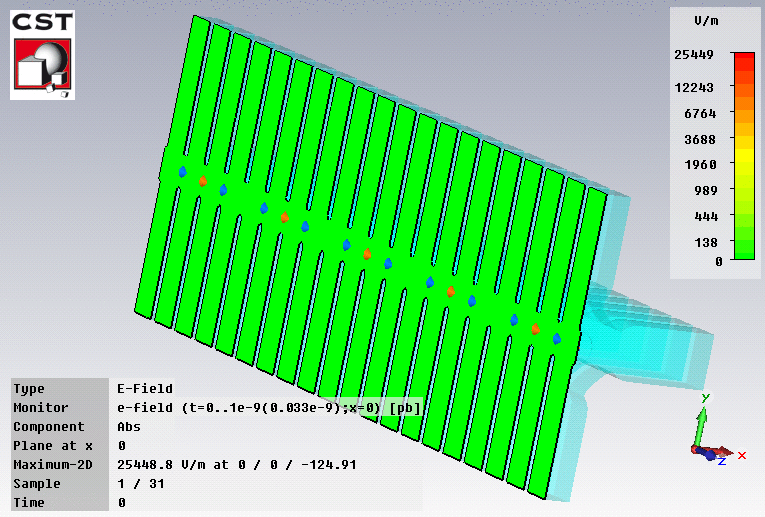 CST
V/m
25449
12243
6764
3688
1960
989
444
138
0
Type E-Field
Monitor e-field (t=0..1e-9(0.033e-9);x=0) [pb]
Component Abs
Plane at x 0
Maximum-2D 25448.8 V/m at 0 / 0 / -124.91
Sample 1 / 31
Time 0
y
x
z